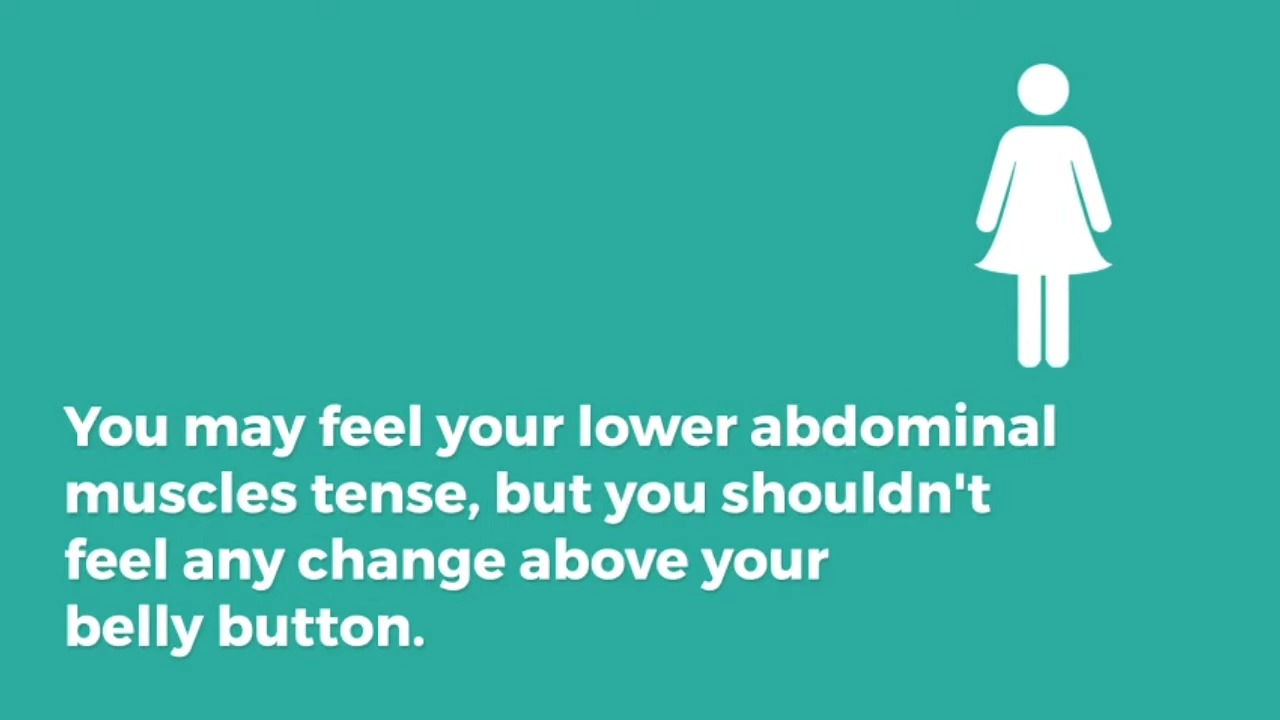 You may feel your lower abdominal
muscles tense, but you shouldn't
feel any change above your
belly button.